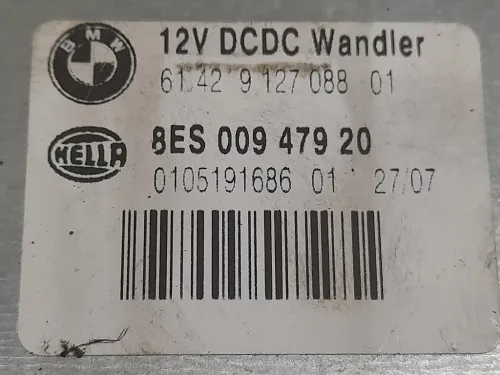 BMW
12V DCDC Wandler
61.42 9 127 088 01
HELLA
8ES 009 479 20
0105191686 01 27/07